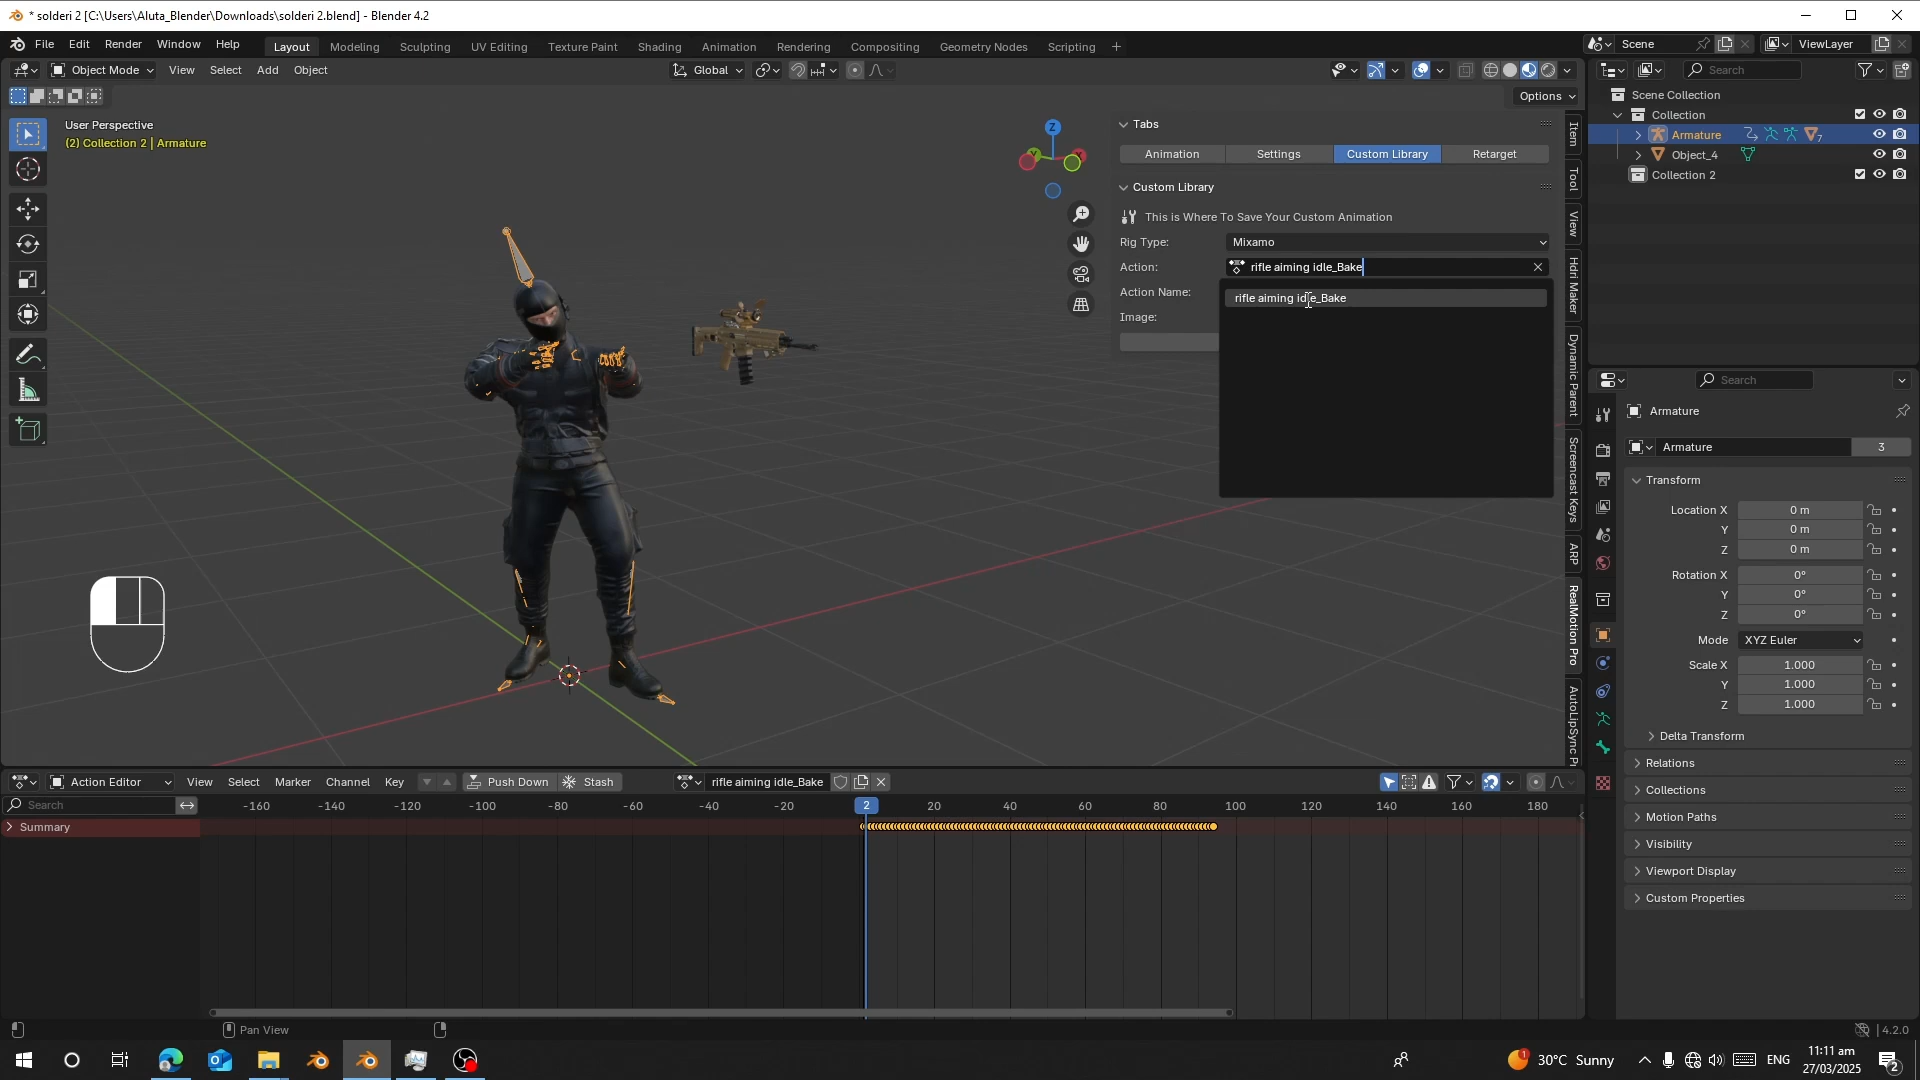 * solderi 2 [C:\Users\Aluta_Blender\Downloads\solderi 2.blend] - Blender 4.2
File Edit Render Window Help Layout Modeling Sculpting UV Editing Texture Paint Shading Animation Rendering Compositing Geometry Nodes Scripting + Scene ViewLayer
Object Mode View Select Add Object Global Search
Options
Scene Collection
Collection
Armature 7
Object_4
Collection 2
User Perspective
(2) Collection 2 | Armature
Z
Tabs
Animation Settings Custom Library Retarget
Custom Library
This is Where To Save Your Custom Animation
Rig Type: Mixamo
Action: rifle aiming idle_Bake
rifle aiming idle_Bake
Action Name:
Image:
Item
Tool
View
Hdri Maker
Dynamic Parent
Screencast Keys
ARP
RealMotion Pro
AutoLipSync P
Search
Armature
Armature 3
Transform
Location X 0 m
Y 0 m
Z 0 m
Rotation X 0°
Y 0°
Z 0°
Mode XYZ Euler
Scale X 1.000
Y 1.000
Z 1.000
Delta Transform
Relations
Collections
Motion Paths
Visibility
Viewport Display
Custom Properties
Action Editor View Select Marker Channel Key Push Down Stash rifle aiming idle_Bake
Search -160 -140 -120 -100 -80 -60 -40 -20 2 20 40 60 80 100 120 140 160 180
Summary
Pan View 4.2.0
30°C Sunny ENG 11:11 am
27/03/2025 2